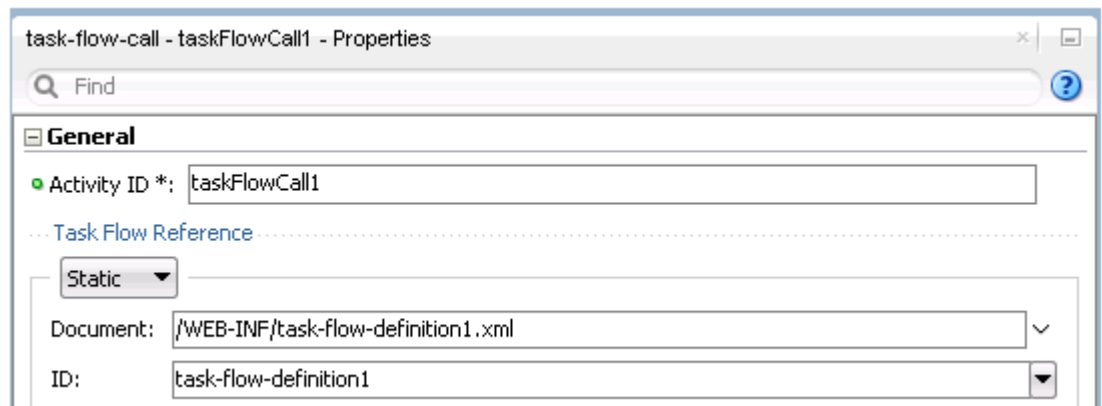 task-flow-call - taskFlowCall1 - Properties
Find
General
Activity ID *: taskFlowCall1
Task Flow Reference
Static
Document: /WEB-INF/task-flow-definition1.xml
ID: task-flow-definition1